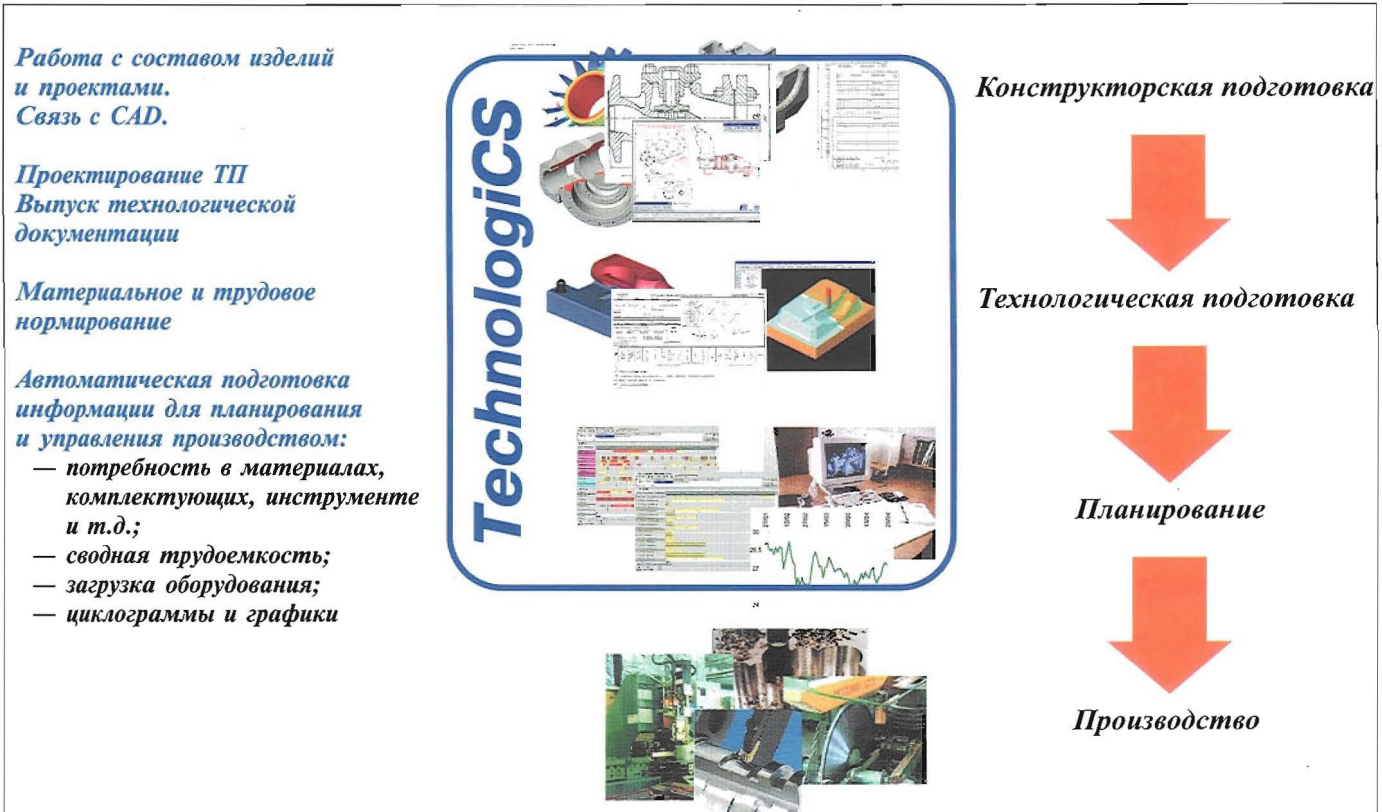 Работа с составом изделий
и проектами.
Связь с CAD.
Проектирование ТП
Выпуск технологической
документации
Материальное и трудовое
нормирование
Автоматическая подготовка
информации для планирования
и управления производством:
— потребность в материалах,
комплектующих, инструменте
и т.д.;
— сводная трудоемкость;
— загрузка оборудования;
— циклограммы и графики
TechnologiCS
24
Конструкторская подготовка
Технологическая подготовка
Планирование
Производство